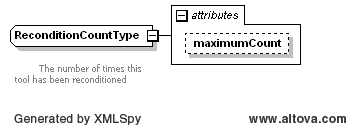 attributes
ReconditionCountType
maximumCount
The number of times this
tool has been reconditioned
Generated by XMLSpy
www.altova.com